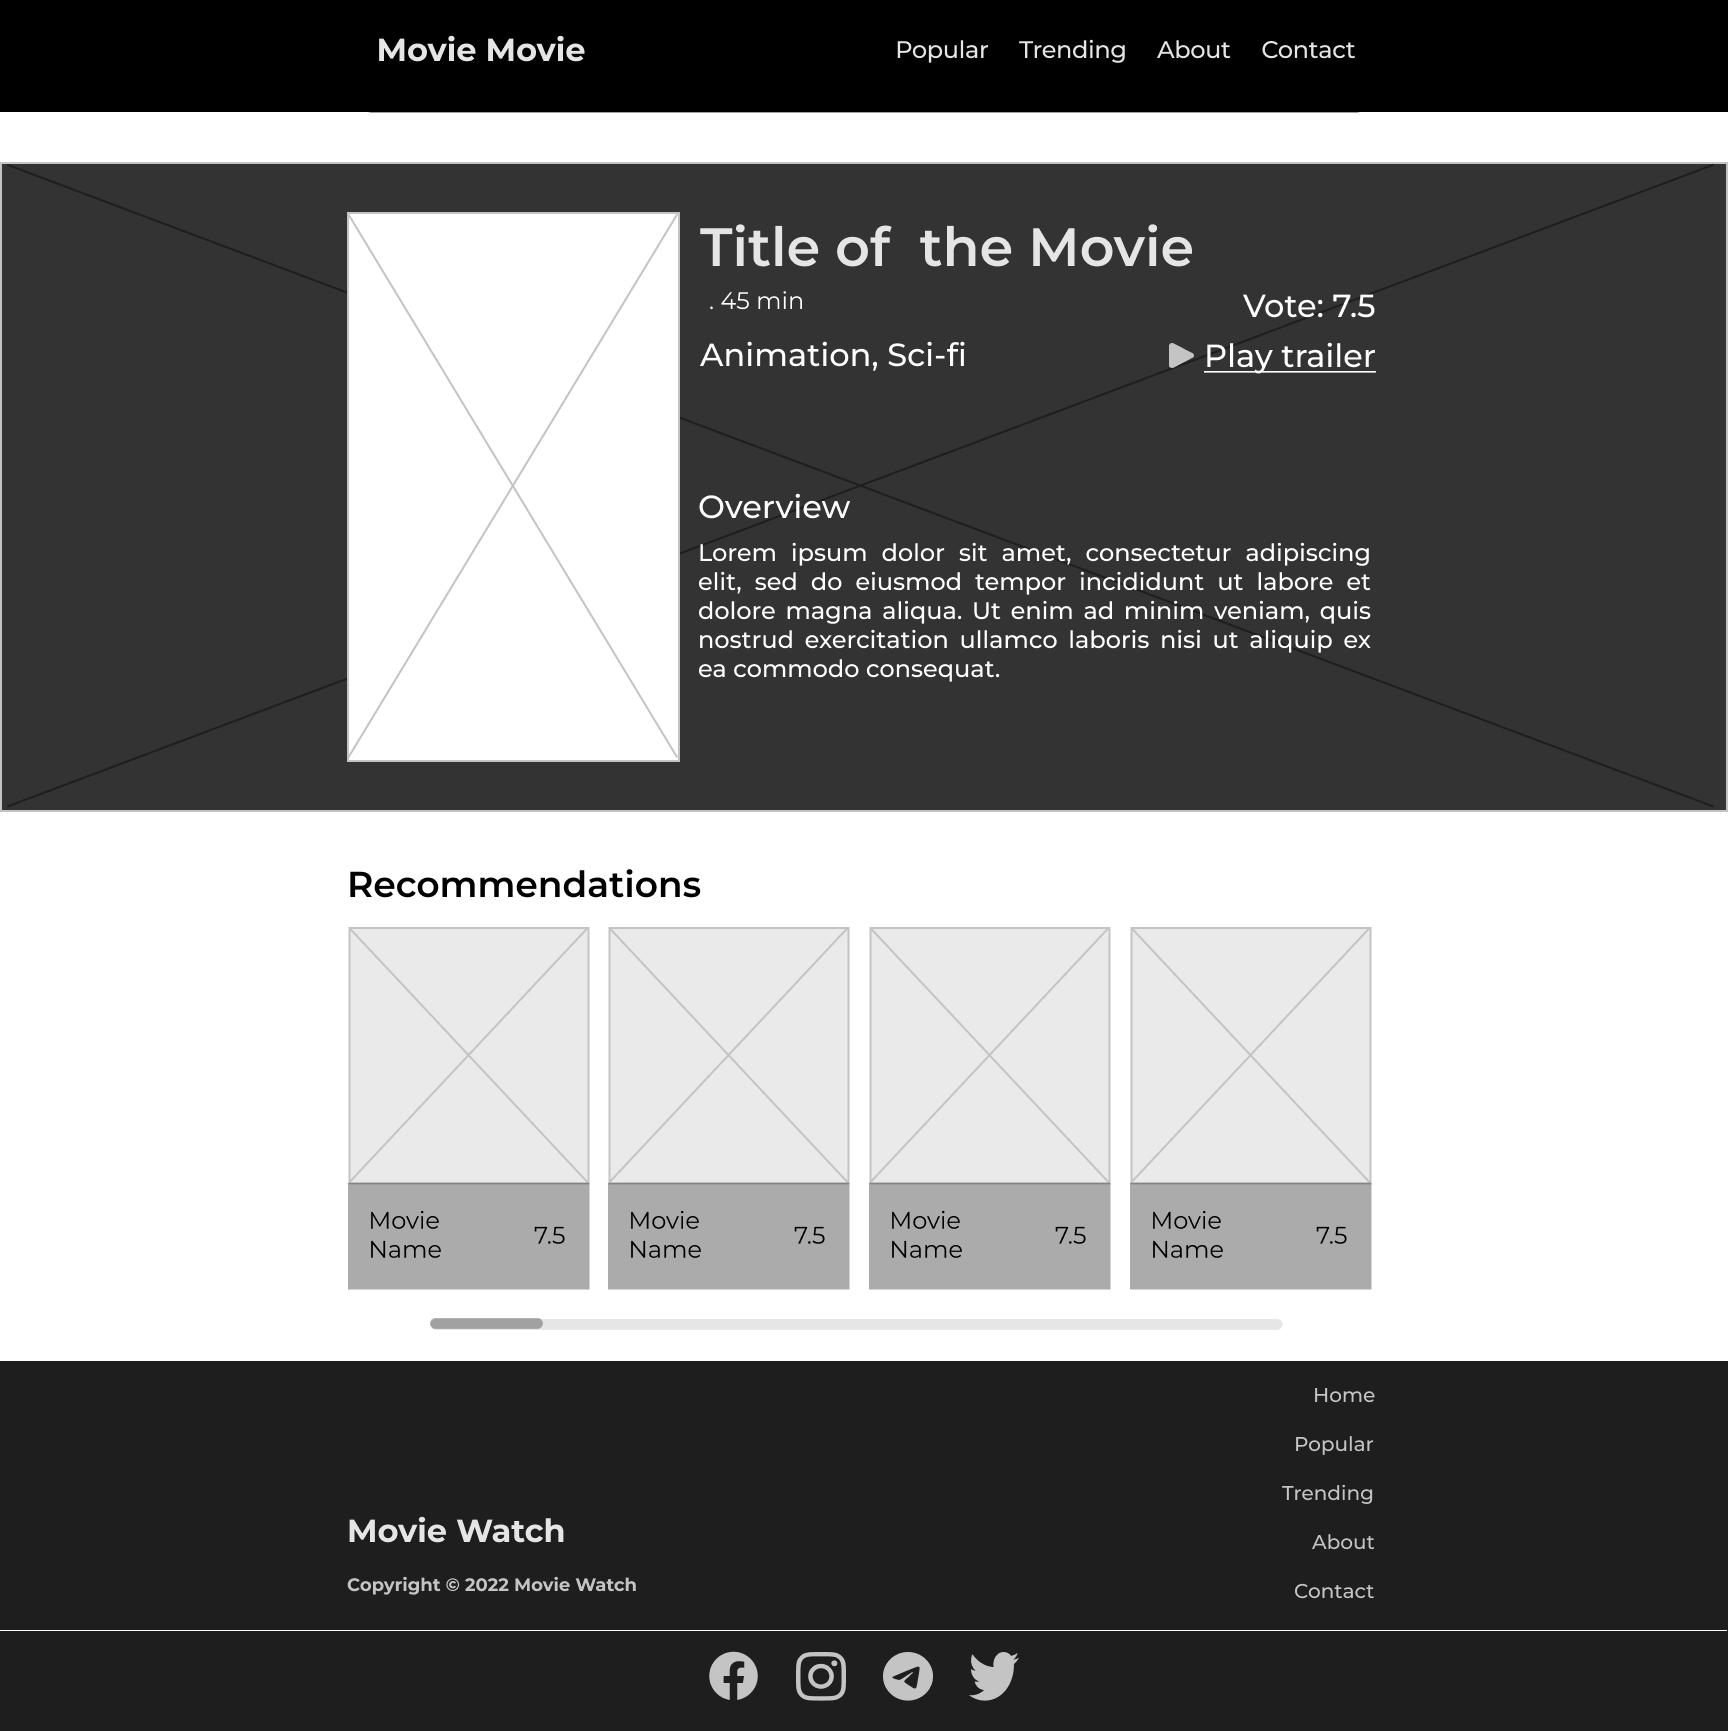 Movie Movie
Popular Trending About Contact
Title of the Movie
. 45 min
Vote: 7.5
Animation, Sci-fi
Play trailer
Overview
Lorem ipsum dolor sit amet, consectetur adipiscing
elit, sed do eiusmod tempor incididunt ut labore et
dolore magna aliqua. Ut enim ad minim veniam, quis
nostrud exercitation ullamco laboris nisi ut aliquip ex
ea commodo consequat.
Recommendations
Movie
Name
7.5
Movie
Name
7.5
Movie
Name
7.5
Movie
Name
7.5
Home
Popular
Trending
About
Contact
Movie Watch
Copyright © 2022 Movie Watch